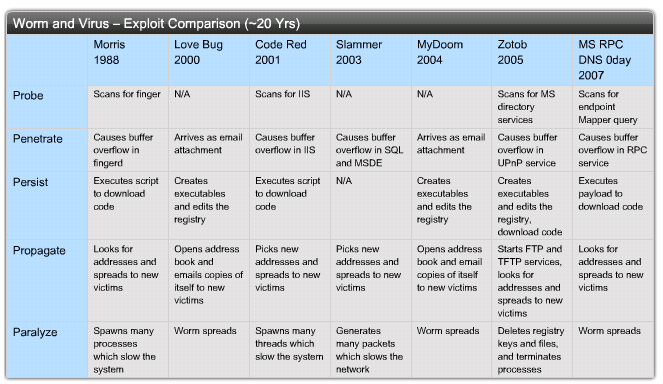 Worm and Virus – Exploit Comparison (~20 Yrs)
Morris
1988
Love Bug
2000
Code Red
2001
Slammer
2003
MyDoom
2004
Zotob
2005
MS RPC
DNS 0day
2007
Probe
Scans for finger
N/A
Scans for IIS
N/A
N/A
Scans for MS
directory
services
Scans for
endpoint
Mapper query
Penetrate
Causes buffer
overflow in
fingerd
Arrives as email
attachment
Causes buffer
overflow in IIS
Causes buffer
overflow in SQL
and MSDE
Arrives as email
attachment
Causes buffer
overflow in
UPnP service
Causes buffer
overflow in RPC
service
Persist
Executes script
to download
code
Creates
executables
and edits the
registry
Executes script
to download
code
N/A
Creates
executables
and edits the
registry
Creates
executables
and edits the
registry,
download code
Executes
payload to
download code
Propagate
Looks for
addresses and
spreads to new
victims
Opens address
book and
emails copies of
itself to new
victims
Picks new
addresses and
spreads to new
victims
Picks new
addresses and
spreads to new
victims
Opens address
book and email
copies of itself
to new victims
Starts FTP and
TFTP services,
looks for
addresses and
spreads to new
victims
Looks for
addresses and
spreads to new
victims
Paralyze
Spawns many
processes
which slow the
system
Worm spreads
Spawns many
threads which
slow the system
Generates
many packets
which slows the
network
Worm spreads
Deletes registry
keys and files,
and terminates
processes
Worm spreads